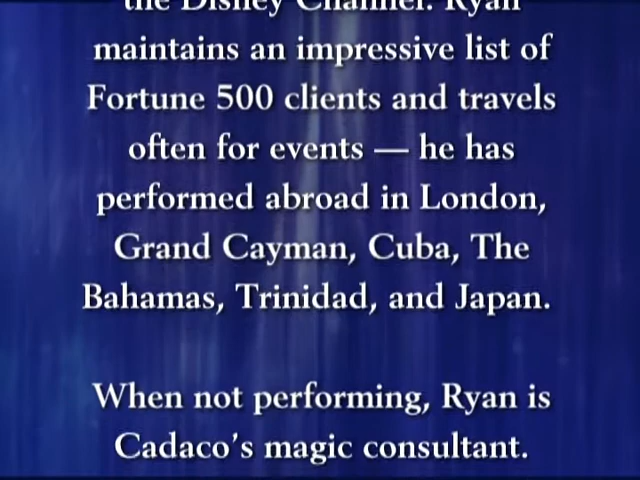 the Disney Channel. Ryan
maintains an impressive list of
Fortune 500 clients and travels
often for events — he has
performed abroad in London,
Grand Cayman, Cuba, The
Bahamas, Trinidad, and Japan.
When not performing, Ryan is
Cadaco's magic consultant.